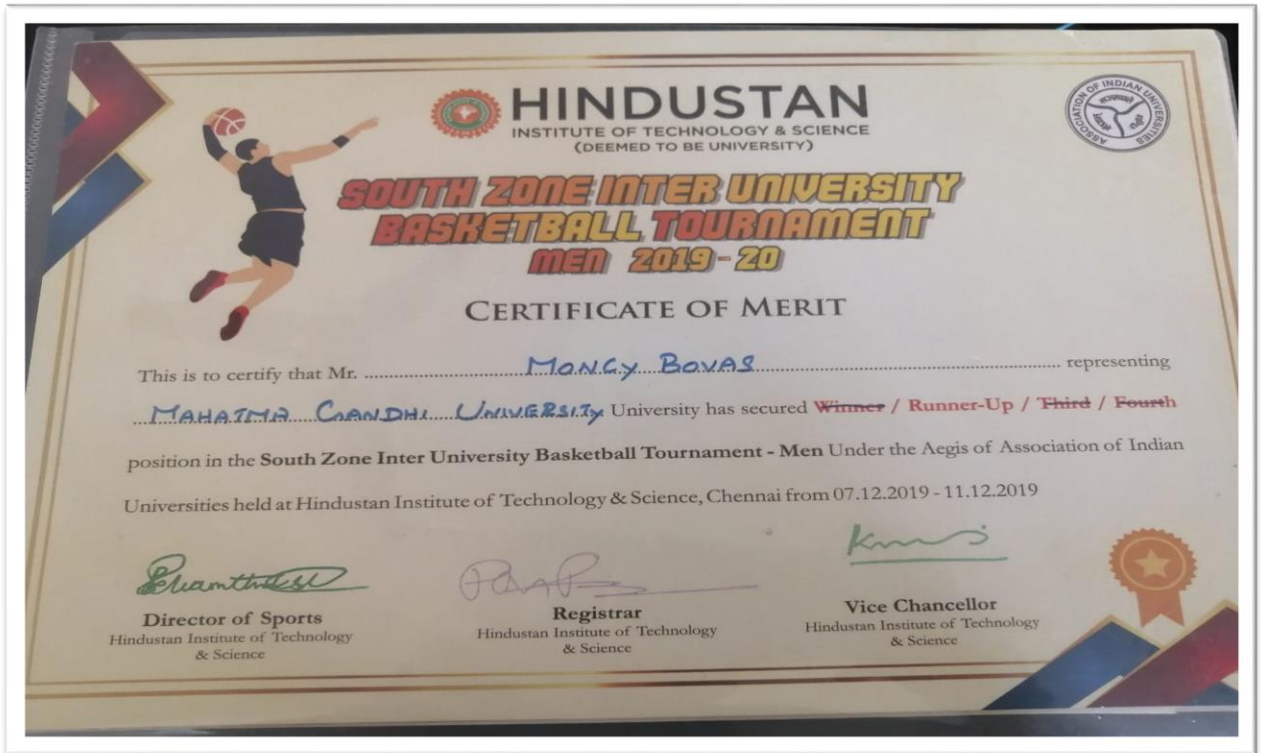 HINDUSTAN
INSTITUTE OF TECHNOLOGY & SCIENCE
(DEEMED TO BE UNIVERSITY)
ASSOCIATION OF INDIAN UNIVERSITIES
SOUTH ZONE INTER UNIVERSITY
BASKETBALL TOURNAMENT
MEN 2019 - 20
CERTIFICATE OF MERIT
This is to certify that Mr. MONCY BOVAS representing
MAHATMA GANDHI UNIVERSITY University has secured Winner / Runner-Up / Third / Fourth
position in the South Zone Inter University Basketball Tournament - Men Under the Aegis of Association of Indian
Universities held at Hindustan Institute of Technology & Science, Chennai from 07.12.2019 - 11.12.2019
Director of Sports
Hindustan Institute of Technology
& Science
Registrar
Hindustan Institute of Technology
& Science
Vice Chancellor
Hindustan Institute of Technology
& Science